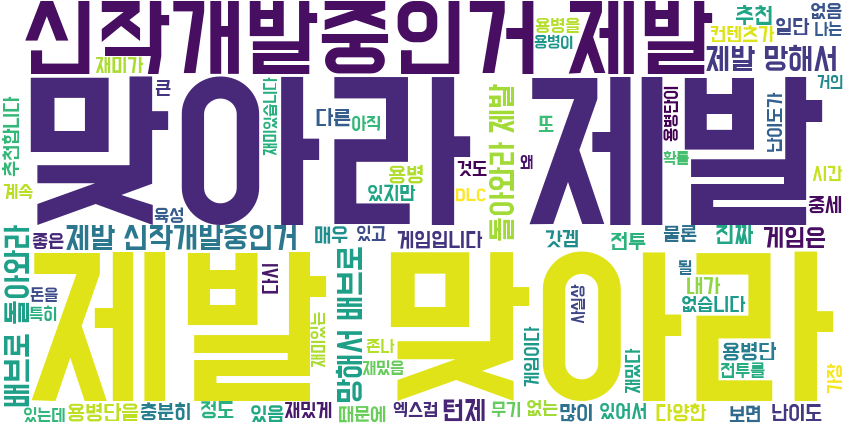 신작개발중인거 제발
용병을
용병이
추천
컨텐츠가
일단
없음
나는
재미가
제발 망해서
거의
맞아라 제발
추천합니다
큰
재미있습니다
다른
아직
돌아와라 제발
또
용병단이
난이도가
계속
육성
용병
있지만
것도
DLC
왜
확률
시간
중세
배브로 돌아와라
좋은
제발 신작개발중인거
매우
있고
게임입니다
갓겜
전투
물론
진짜
게임은
제발 맞아라
돈을
특히
다시
재미있는
망해서 배브로
존나
재밌음
게임이다
사실상
재밌다
될
내가
없습니다
용병단
전투를
가장
있는데
용병단을
충분히
정도
있음
재밌게
때문에
엑스컴
턴제
무기
없는
많이
있어서
다양한
보면
난이도